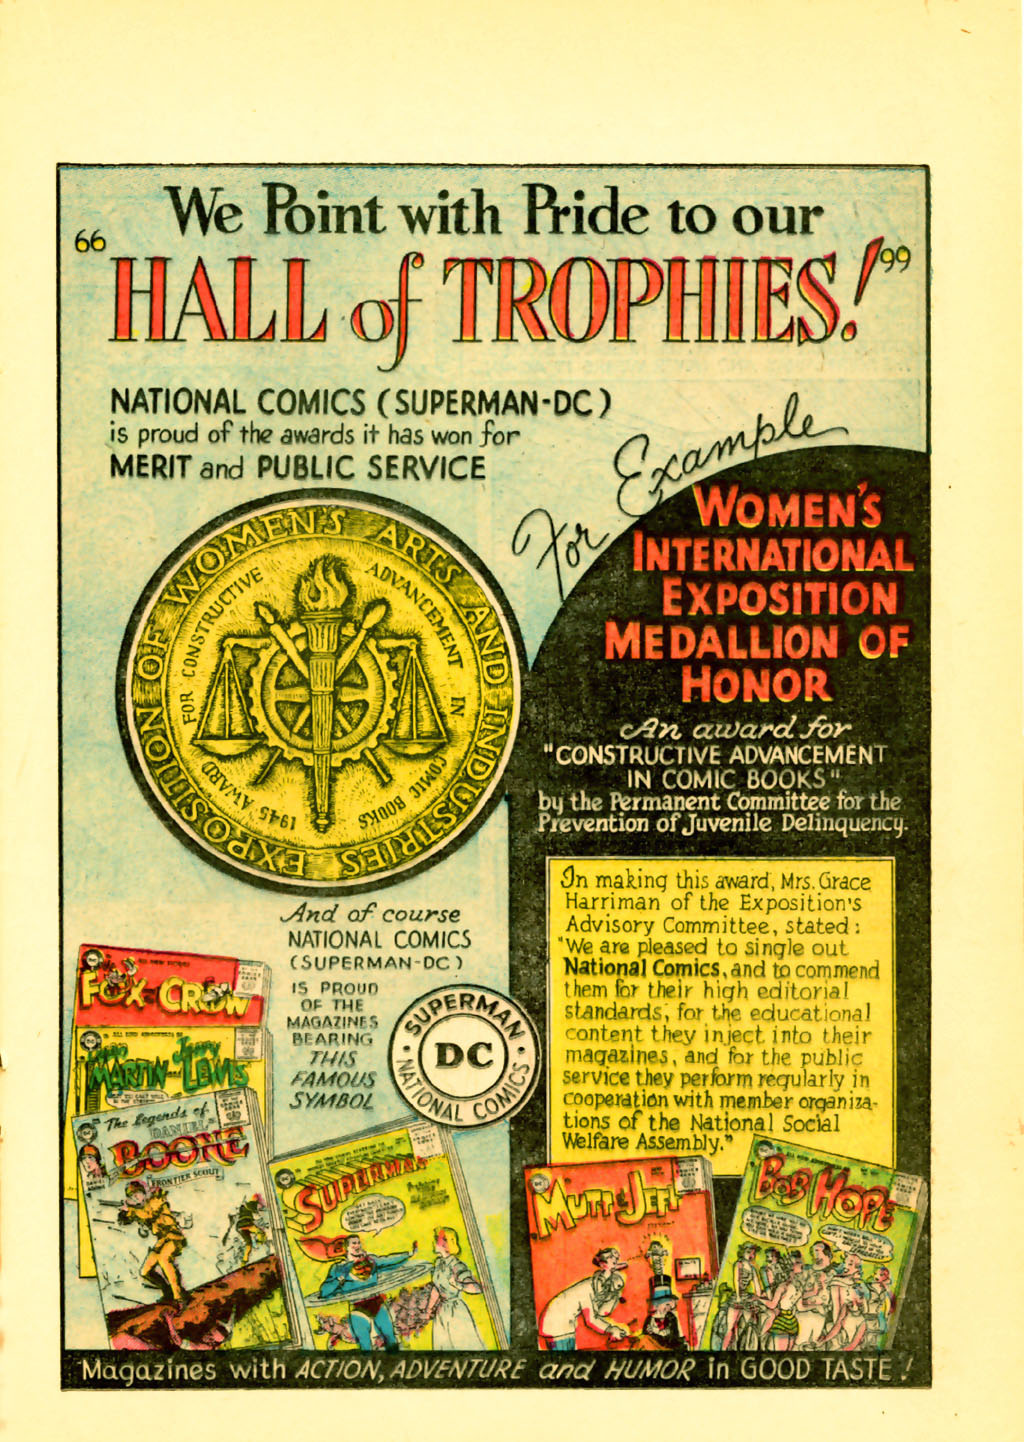 We Point with Pride to our
"HALL of TROPHIES!"
NATIONAL COMICS (SUPERMAN-DC)
is proud of the awards it has won for
MERIT and PUBLIC SERVICE
For Example
WOMEN'S
INTERNATIONAL
EXPOSITION
MEDALLION OF
HONOR
An award for
"CONSTRUCTIVE ADVANCEMENT
IN COMIC BOOKS"
by the Permanent Committee for the
Prevention of Juvenile Delinquency.
EXPOSITION OF WOMEN'S ARTS AND INDUSTRIES
1945 AWARD FOR CONSTRUCTIVE ADVANCEMENT IN COMIC BOOKS
In making this award, Mrs. Grace
Harriman of the Exposition's
Advisory Committee, stated:
"We are pleased to single out
National Comics, and to commend
them for their high editorial
standards, for the educational
content they inject into their
magazines, and for the public
service they perform regularly in
cooperation with member organiza-
tions of the National Social
Welfare Assembly."
And of course
NATIONAL COMICS
(SUPERMAN-DC)
IS PROUD
OF THE
MAGAZINES
BEARING
THIS
FAMOUS
SYMBOL
SUPERMAN
DC
NATIONAL COMICS
FOX and CROW
Jerry
MARTIN and LEWIS
The Legends of
DANIEL
BOONE
FRONTIER SCOUT
SUPERMAN
MUTT & JEFF
BOB HOPE
Magazines with ACTION, ADVENTURE and HUMOR in GOOD TASTE!